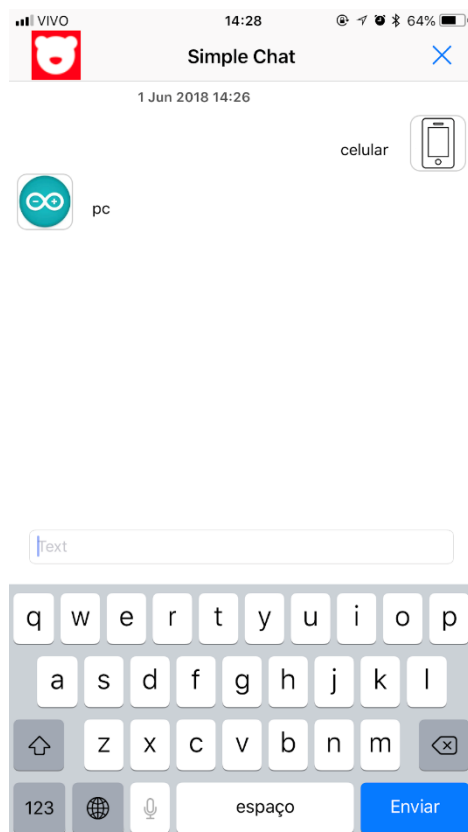 VIVO 14:28 64%
Simple Chat
1 Jun 2018 14:26
celular
pc
Text
q w e r t y u i o p
a s d f g h j k l
z x c v b n m
123 espaço Enviar